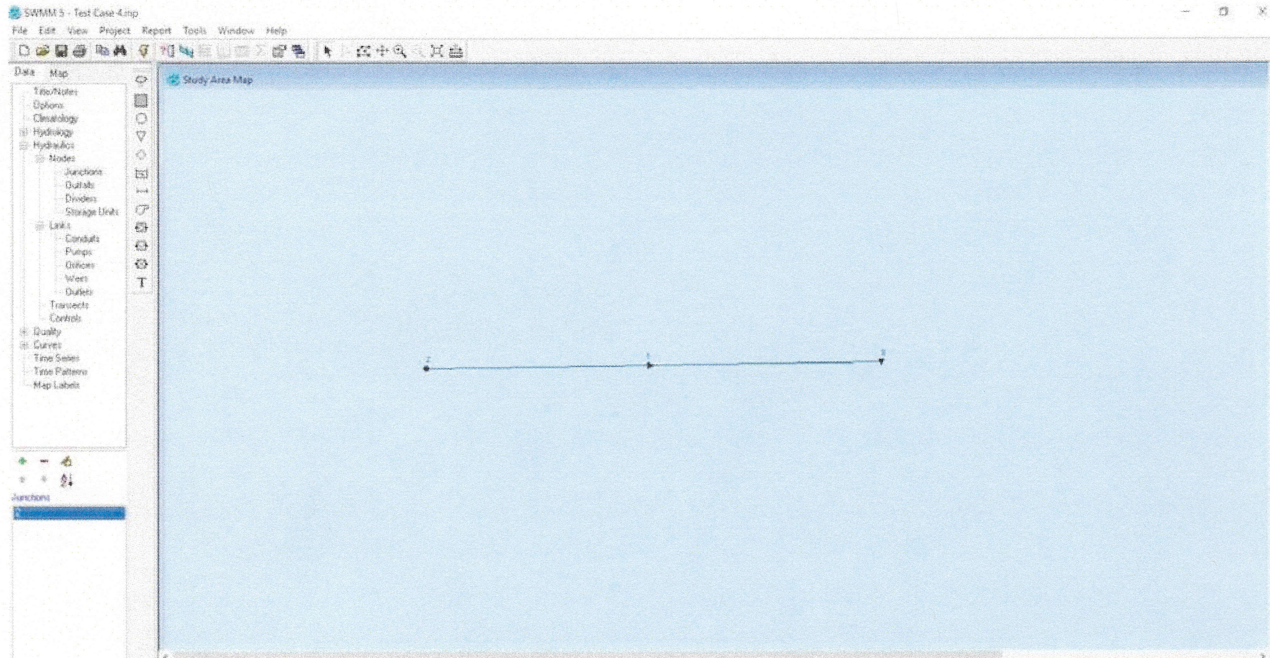 SWMM 5 - Test Case 4.inp
File Edit View Project Report Tools Window Help
Data Map
Study Area Map
Title/Notes
Options
Climatology
Hydrology
Hydraulics
Nodes
Junctions
Outfalls
Dividers
Storage Units
Links
Conduits
Pumps
Orifices
Weirs
Outlets
Transects
Controls
Quality
Curves
Time Series
Time Patterns
Map Labels
T
2
1
Junctions